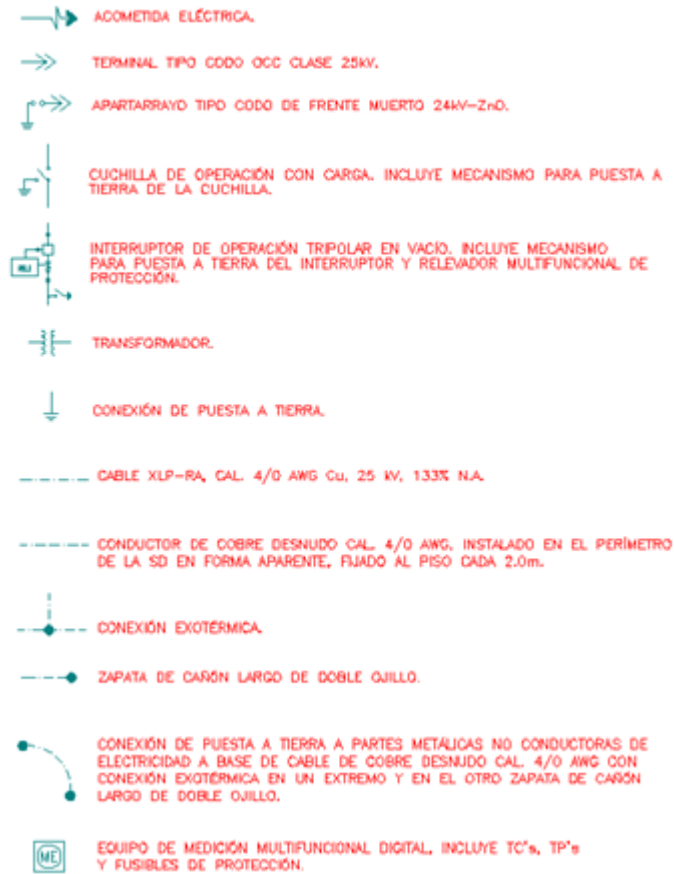 ACOMETIDA ELÉCTRICA.
TERMINAL TIPO CODO OCC CLASE 25kV.
APARTARRAYO TIPO CODO DE FRENTE MUERTO 24kV-ZnO.
CUCHILLA DE OPERACIÓN CON CARGA. INCLUYE MECANISMO PARA PUESTA A
TIERRA DE LA CUCHILLA.
INTERRUPTOR DE OPERACIÓN TRIPOLAR EN VACÍO. INCLUYE MECANISMO
PARA PUESTA A TIERRA DEL INTERRUPTOR Y RELEVADOR MULTIFUNCIONAL DE
PROTECCIÓN.
TRANSFORMADOR.
CONEXIÓN DE PUESTA A TIERRA.
CABLE XLP-RA, CAL. 4/0 AWG Cu, 25 kV, 133% N.A.
CONDUCTOR DE COBRE DESNUDO CAL. 4/0 AWG, INSTALADO EN EL PERÍMETRO
DE LA SD EN FORMA APARENTE, FIJADO AL PISO CADA 2.0m.
CONEXIÓN EXOTÉRMICA.
ZAPATA DE CAÑÓN LARGO DE DOBLE OJILLO.
CONEXIÓN DE PUESTA A TIERRA A PARTES METALICAS NO CONDUCTORAS DE
ELECTRICIDAD A BASE DE CABLE DE COBRE DESNUDO CAL. 4/0 AWG CON
CONEXIÓN EXOTÉRMICA EN UN EXTREMO Y EN EL OTRO ZAPATA DE CAÑÓN
LARGO DE DOBLE OJILLO.
ME
EQUIPO DE MEDICIÓN MULTIFUNCIONAL DIGITAL, INCLUYE TC's, TP's
Y FUSIBLES DE PROTECCIÓN.